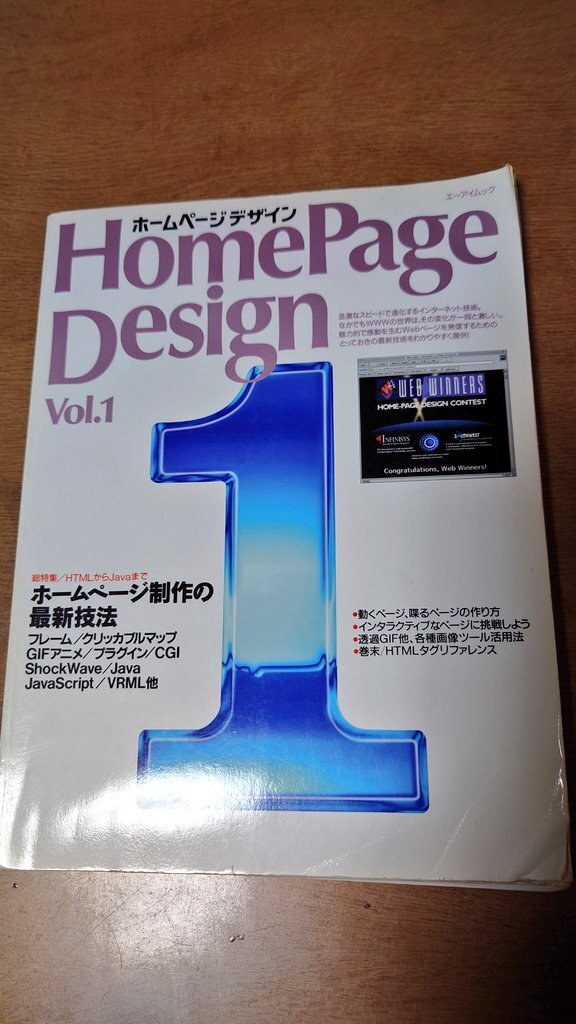 エーアイムック
ホームページデザイン
HomePage
Design
Vol.1
急激なスピードで進化するインターネット技術。
なかでもWWWの世界は、その変化が一段と激しい。
魅力的で感動を生むWebページを発信するための
とっておきの最新技術をわかりやすく提供!
WEB WINNERS
HOME-PAGE DESIGN CONTEST
INFINISYS
SOUTHWEST
Congratulations, Web Winners!
1
総特集/HTMLからJavaまで
ホームページ制作の
最新技法
フレーム/クリッカブルマップ
GIFアニメ/プラグイン/CGI
ShockWave/Java
JavaScript/VRML他
•動くページ、喋るページの作り方
•インタラクティブなページに挑戦しよう
•透過GIF他、各種画像ツール活用法
•巻末/HTMLタグリファレンス